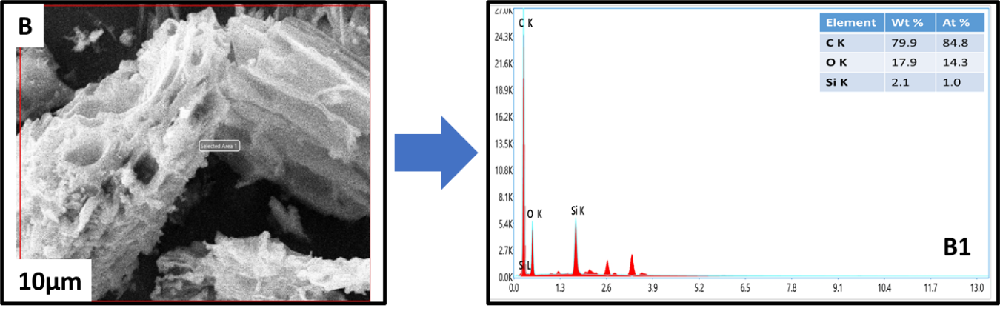 B
Selected Area 1
10µm
Element Wt % At %
C K 79.9 84.8
O K 17.9 14.3
Si K 2.1 1.0
27.0K
C K
24.3K
21.6K
18.9K
16.2K
13.5K
10.8K
8.1K
5.4K
2.7K
0.0K
O K
Si K
Si L
B1
0.0 1.3 2.6 3.9 5.2 6.5 7.8 9.1 10.4 11.7 13.0